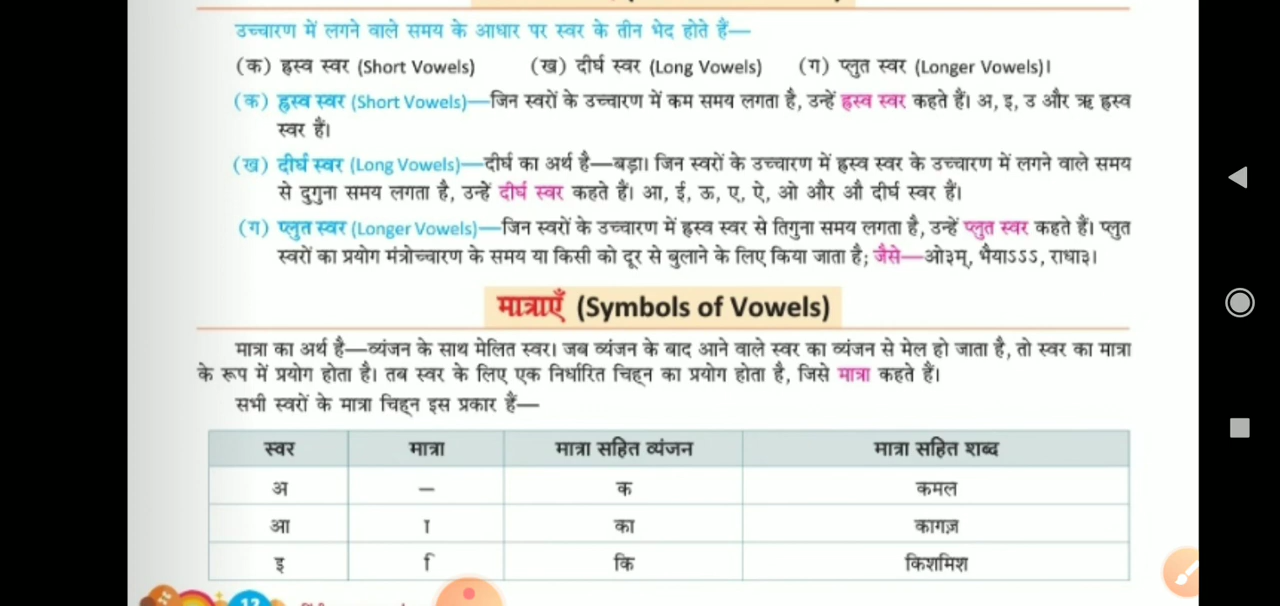 उच्चारण में लगने वाले समय के आधार पर स्वर के तीन भेद होते हैं—
(क) ह्रस्व स्वर (Short Vowels) (ख) दीर्घ स्वर (Long Vowels) (ग) प्लुत स्वर (Longer Vowels)।
(क) ह्रस्व स्वर (Short Vowels)—जिन स्वरों के उच्चारण में कम समय लगता है, उन्हें ह्रस्व स्वर कहते हैं। अ, इ, उ और ऋ ह्रस्व
स्वर हैं।
(ख) दीर्घ स्वर (Long Vowels)—दीर्घ का अर्थ है—बड़ा। जिन स्वरों के उच्चारण में ह्रस्व स्वर के उच्चारण में लगने वाले समय
से दुगुना समय लगता है, उन्हें दीर्घ स्वर कहते हैं। आ, ई, ऊ, ए, ऐ, ओ और औ दीर्घ स्वर हैं।
(ग) प्लुत स्वर (Longer Vowels)—जिन स्वरों के उच्चारण में ह्रस्व स्वर से तिगुना समय लगता है, उन्हें प्लुत स्वर कहते हैं। प्लुत
स्वरों का प्रयोग मंत्रोच्चारण के समय या किसी को दूर से बुलाने के लिए किया जाता है; जैसे—ओ३म्, भैयाऽऽऽ, राधा३।
मात्राएँ (Symbols of Vowels)
मात्रा का अर्थ है—व्यंजन के साथ मेलित स्वर। जब व्यंजन के बाद आने वाले स्वर का व्यंजन से मेल हो जाता है, तो स्वर का मात्रा
के रूप में प्रयोग होता है। तब स्वर के लिए एक निर्धारित चिह्न का प्रयोग होता है, जिसे मात्रा कहते हैं।
सभी स्वरों के मात्रा चिह्न इस प्रकार हैं—
स्वर मात्रा मात्रा सहित व्यंजन मात्रा सहित शब्द
अ — क कमल
आ ा का कागज़
इ ि कि किशमिश
12